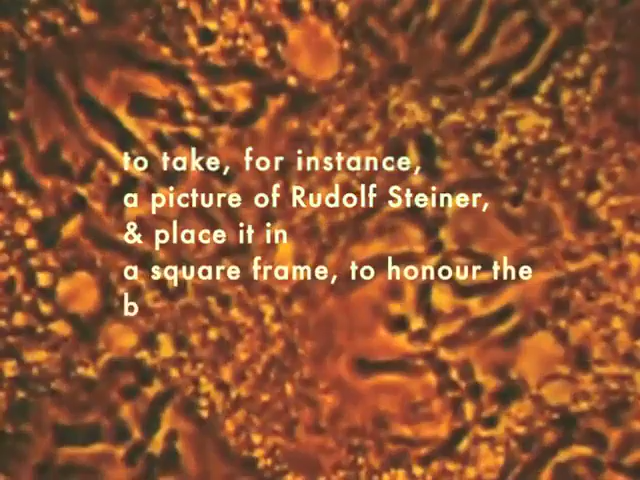 to take, for instance,
a picture of Rudolf Steiner,
& place it in
a square frame, to honour the
b